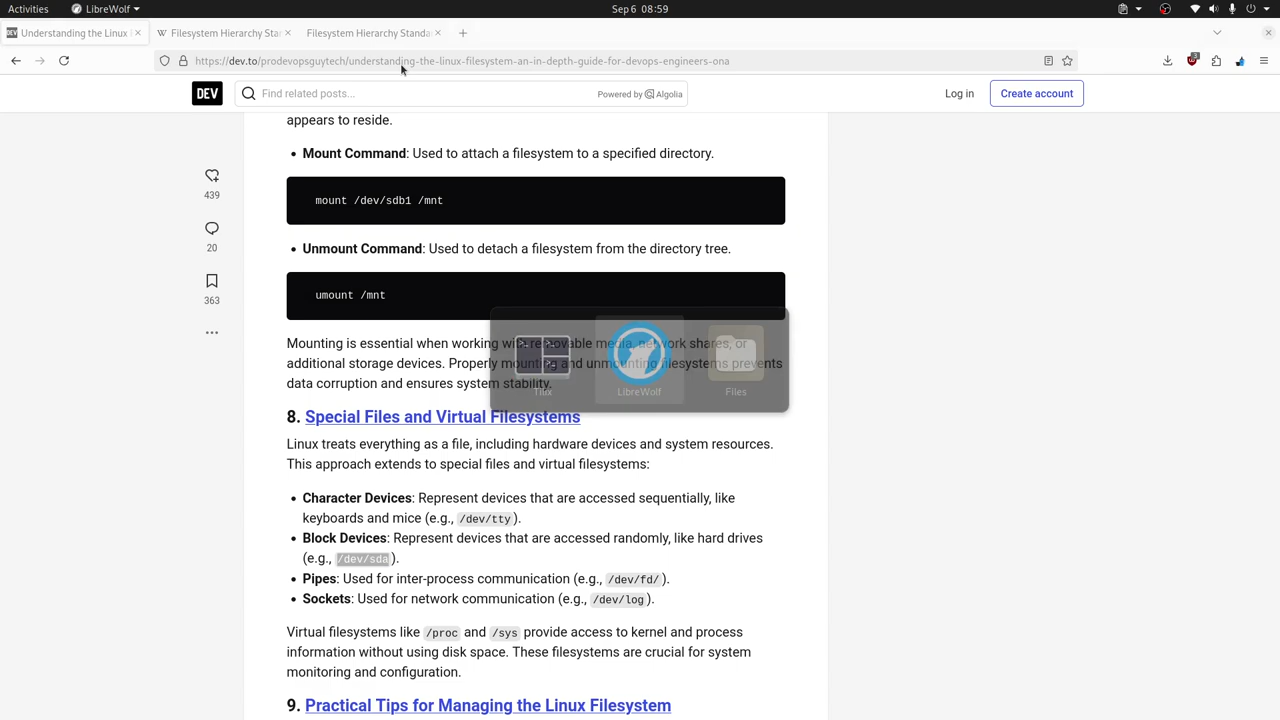 Activities LibreWolf Sep 6 08:59
Understanding the Linux Filesystem Hierarchy Sta Filesystem Hierarchy Standa
https://dev.to/prodevopsguytech/understanding-the-linux-filesystem-an-in-depth-guide-for-devops-engineers-ona
DEV Find related posts... Powered by Algolia Log in Create account
appears to reside.
• Mount Command: Used to attach a filesystem to a specified directory.
439
mount /dev/sdb1 /mnt
20
• Unmount Command: Used to detach a filesystem from the directory tree.
363
umount /mnt
Mounting is essential when working with removable media, network shares, or
additional storage devices. Properly mounting and unmounting filesystems prevents
data corruption and ensures system stability.
Tilix LibreWolf Files
8. Special Files and Virtual Filesystems
Linux treats everything as a file, including hardware devices and system resources.
This approach extends to special files and virtual filesystems:
• Character Devices: Represent devices that are accessed sequentially, like
keyboards and mice (e.g., /dev/tty).
• Block Devices: Represent devices that are accessed randomly, like hard drives
(e.g., /dev/sda).
• Pipes: Used for inter-process communication (e.g., /dev/fd/).
• Sockets: Used for network communication (e.g., /dev/log).
Virtual filesystems like /proc and /sys provide access to kernel and process
information without using disk space. These filesystems are crucial for system
monitoring and configuration.
9. Practical Tips for Managing the Linux Filesystem